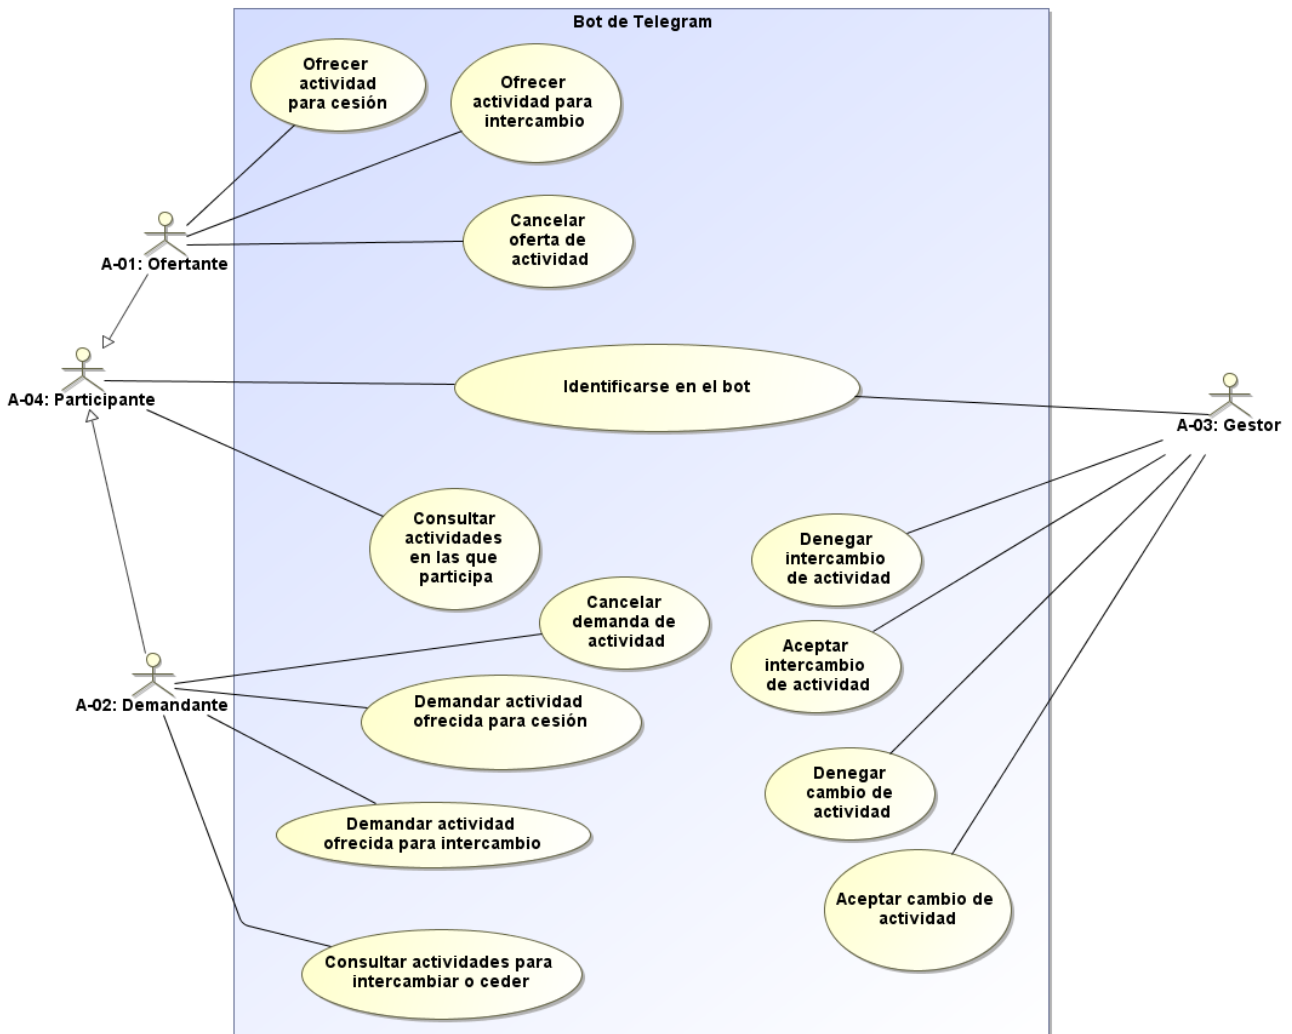 Bot de Telegram
Ofrecer
actividad
para cesión
Ofrecer
actividad para
intercambio
Cancelar
oferta de
actividad
A-01: Ofertante
Identificarse en el bot
A-04: Participante
A-03: Gestor
Consultar
actividades
en las que
participa
Denegar
intercambio
de actividad
Cancelar
demanda de
actividad
Aceptar
intercambio
de actividad
A-02: Demandante
Demandar actividad
ofrecida para cesión
Denegar
cambio de
actividad
Demandar actividad
ofrecida para intercambio
Aceptar cambio de
actividad
Consultar actividades para
intercambiar o ceder